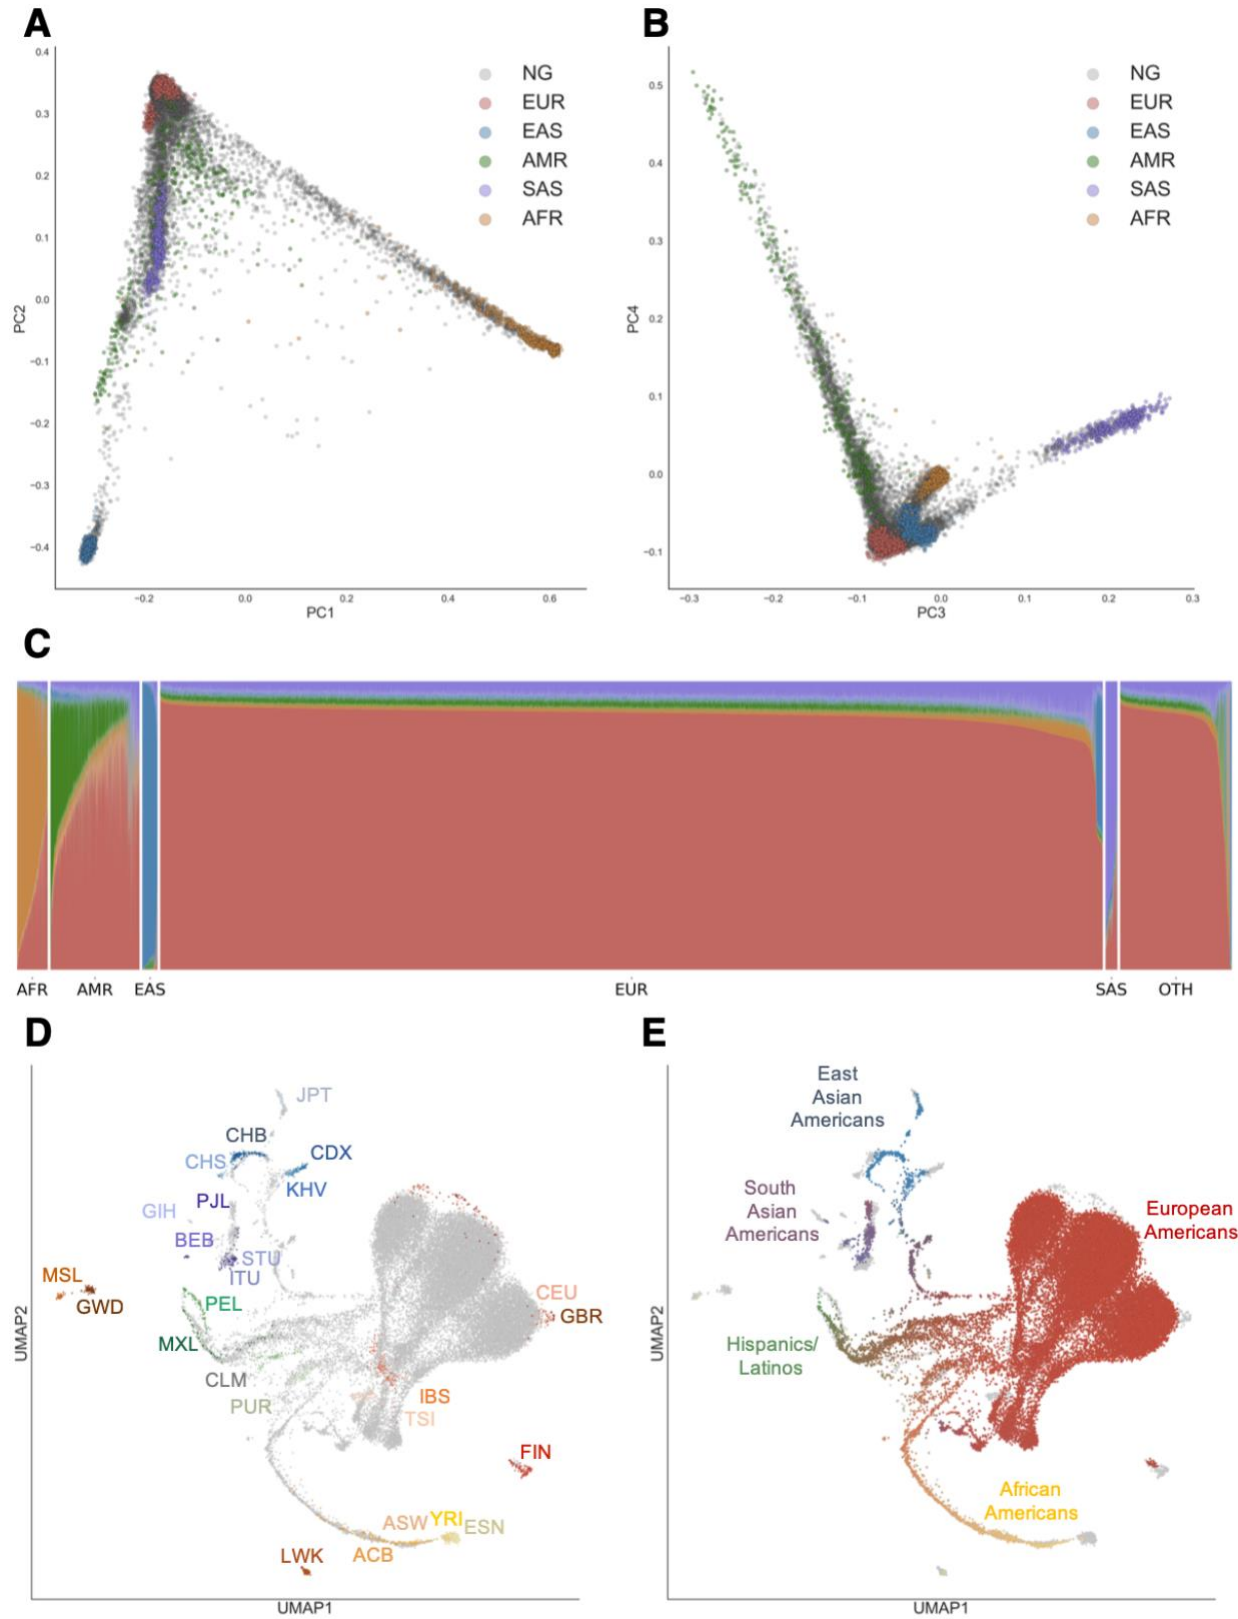 A
B
0.4
0.3
0.2
0.1
0.0
−0.1
−0.2
−0.3
−0.4
PC2
−0.2
0.0
0.2
0.4
0.6
PC1
NG
EUR
EAS
AMR
SAS
AFR
0.5
0.4
0.3
0.2
0.1
0.0
−0.1
PC4
−0.3
−0.2
−0.1
0.0
0.1
0.2
0.3
PC3
NG
EUR
EAS
AMR
SAS
AFR
C
AFR AMR EAS EUR SAS OTH
D
E
JPT
CHB
CHS
CDX
KHV
PJL
GIH
BEB
STU
ITU
MSL
GWD
PEL
MXL
CLM
PUR
CEU
GBR
IBS
TSI
FIN
ASW
YRI
ESN
ACB
LWK
UMAP2
UMAP1
East
Asian
Americans
South
Asian
Americans
European
Americans
Hispanics/
Latinos
African
Americans
UMAP2
UMAP1